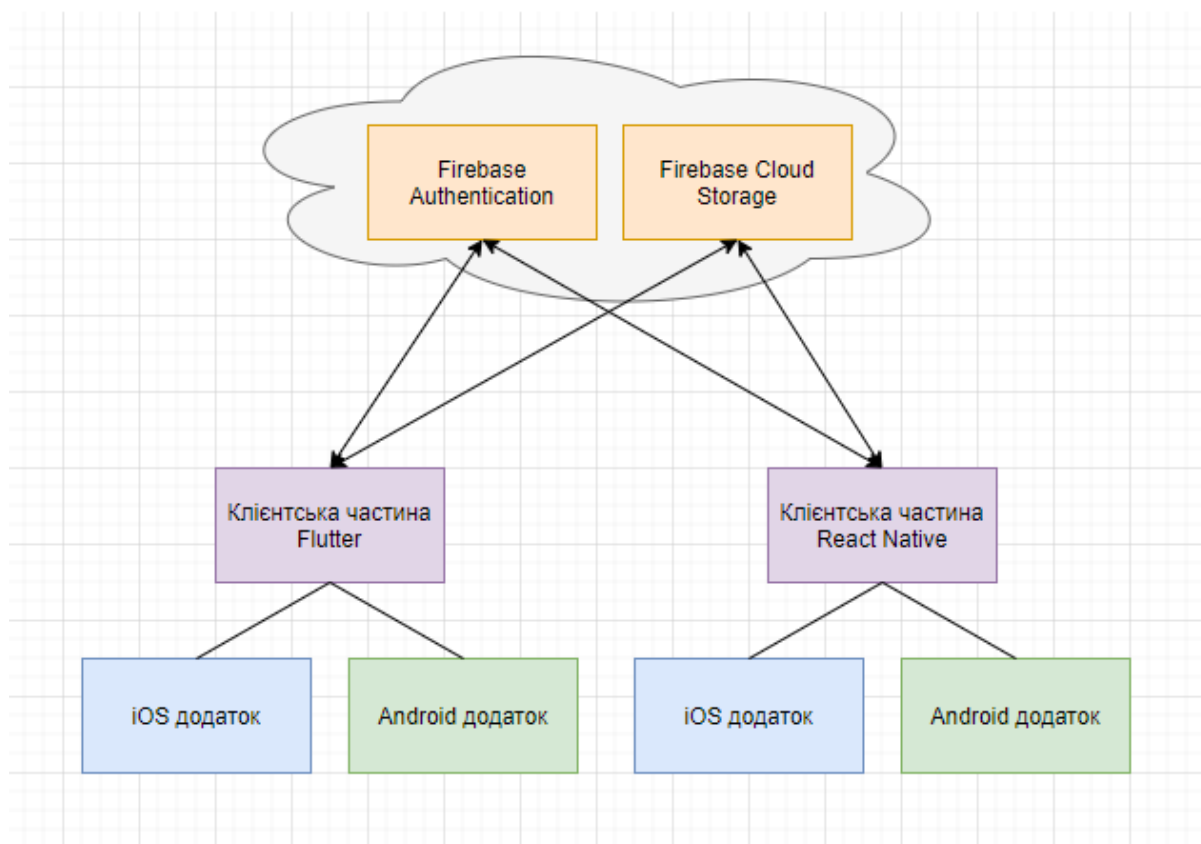 Firebase
Authentication
Firebase Cloud
Storage
Клієнтська частина
Flutter
Клієнтська частина
React Native
iOS додаток
Android додаток
iOS додаток
Android додаток